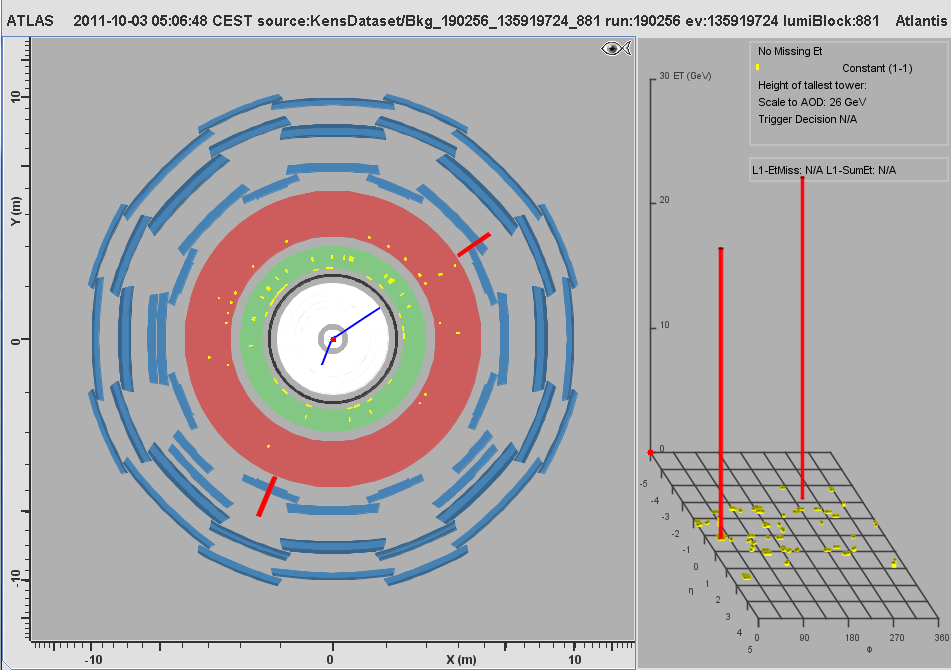 ATLAS 2011-10-03 05:06:48 CEST source:KensDataset/Bkg_190256_135919724_881 run:190256 ev:135919724 lumiBlock:881 Atlantis
No Missing Et
Constant (1-1)
Height of tallest tower:
Scale to AOD: 26 GeV
Trigger Decision N/A
L1-EtMiss: N/A L1-SumEt: N/A
30 ET (GeV)
20
10
0
-5
-4
-3
-2
-1
0
1
2
3
4
5
η
0
90
180
270
360
Φ
10
Y (m)
0
-10
-10
0
X (m)
10